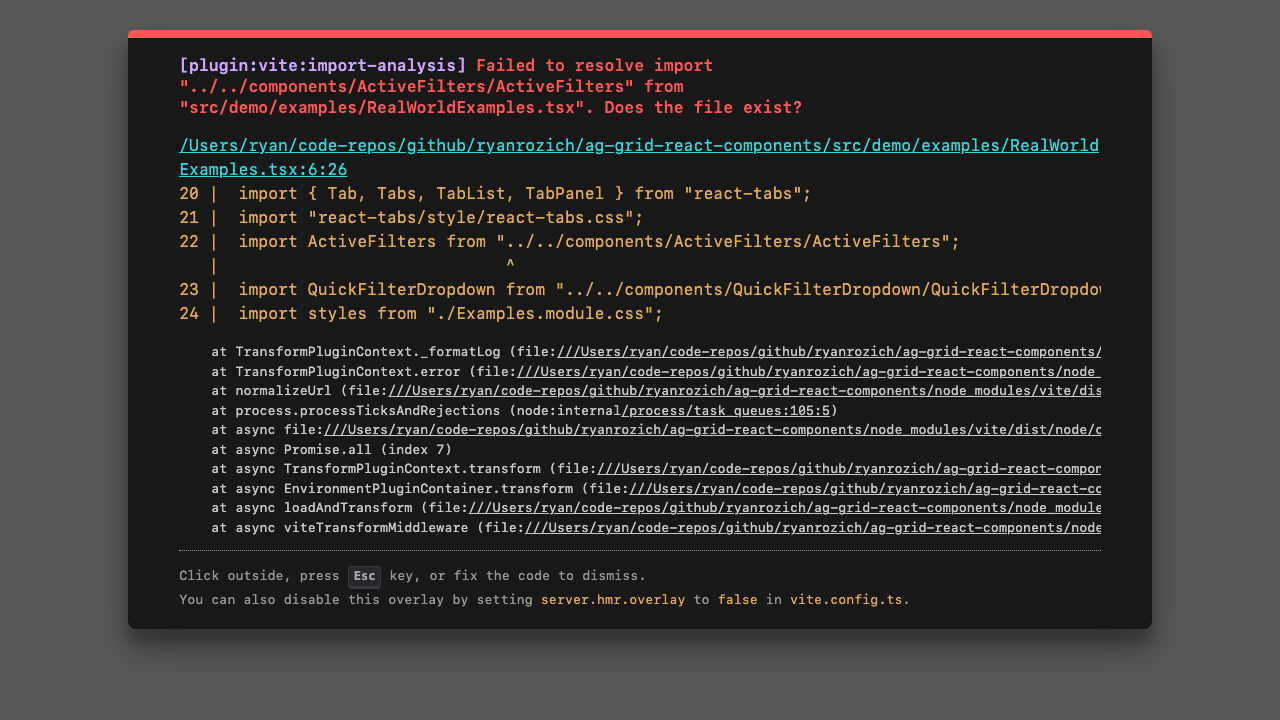 [plugin:vite:import-analysis] Failed to resolve import
"../../components/ActiveFilters/ActiveFilters" from
"src/demo/examples/RealWorldExamples.tsx". Does the file exist?
/Users/ryan/code-repos/github/ryanrozich/ag-grid-react-components/src/demo/examples/RealWorld
Examples.tsx:6:26
20 |  import { Tab, Tabs, TabList, TabPanel } from "react-tabs";
21 |  import "react-tabs/style/react-tabs.css";
22 |  import ActiveFilters from "../../components/ActiveFilters/ActiveFilters";
   |                             ^
23 |  import QuickFilterDropdown from "../../components/QuickFilterDropdown/QuickFilterDropdow
24 |  import styles from "./Examples.module.css";
at TransformPluginContext._formatLog (file:///Users/ryan/code-repos/github/ryanrozich/ag-grid-react-components/
at TransformPluginContext.error (file:///Users/ryan/code-repos/github/ryanrozich/ag-grid-react-components/node_
at normalizeUrl (file:///Users/ryan/code-repos/github/ryanrozich/ag-grid-react-components/node_modules/vite/dis
at process.processTicksAndRejections (node:internal/process/task_queues:105:5)
at async file:///Users/ryan/code-repos/github/ryanrozich/ag-grid-react-components/node_modules/vite/dist/node/c
at async Promise.all (index 7)
at async TransformPluginContext.transform (file:///Users/ryan/code-repos/github/ryanrozich/ag-grid-react-compon
at async EnvironmentPluginContainer.transform (file:///Users/ryan/code-repos/github/ryanrozich/ag-grid-react-co
at async loadAndTransform (file:///Users/ryan/code-repos/github/ryanrozich/ag-grid-react-components/node_module
at async viteTransformMiddleware (file:///Users/ryan/code-repos/github/ryanrozich/ag-grid-react-components/node
Click outside, press Esc key, or fix the code to dismiss.
You can also disable this overlay by setting server.hmr.overlay to false in vite.config.ts.